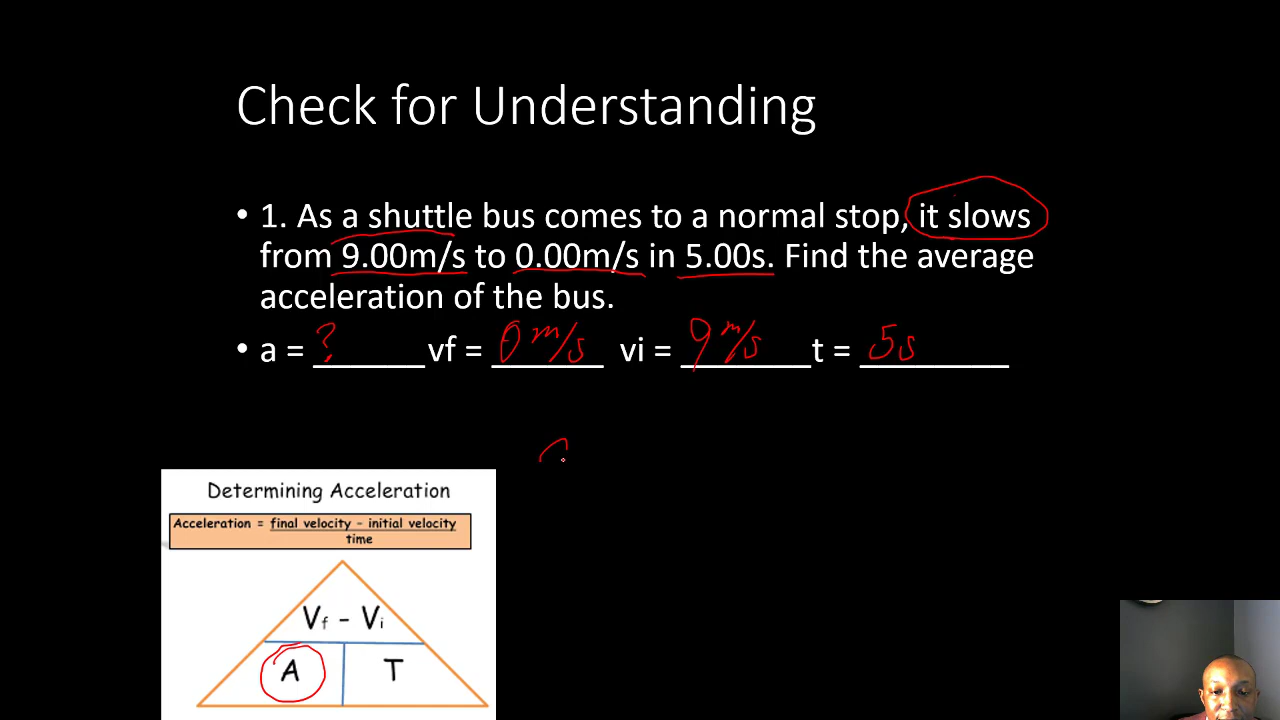 Check for Understanding
• 1. As a shuttle bus comes to a normal stop, it slows
from 9.00m/s to 0.00m/s in 5.00s. Find the average
acceleration of the bus.
• a = ? vf = 0 m/s vi = 9 m/s t = 5s
Determining Acceleration
Acceleration = final velocity - initial velocity
time
Vf - Vi
A T